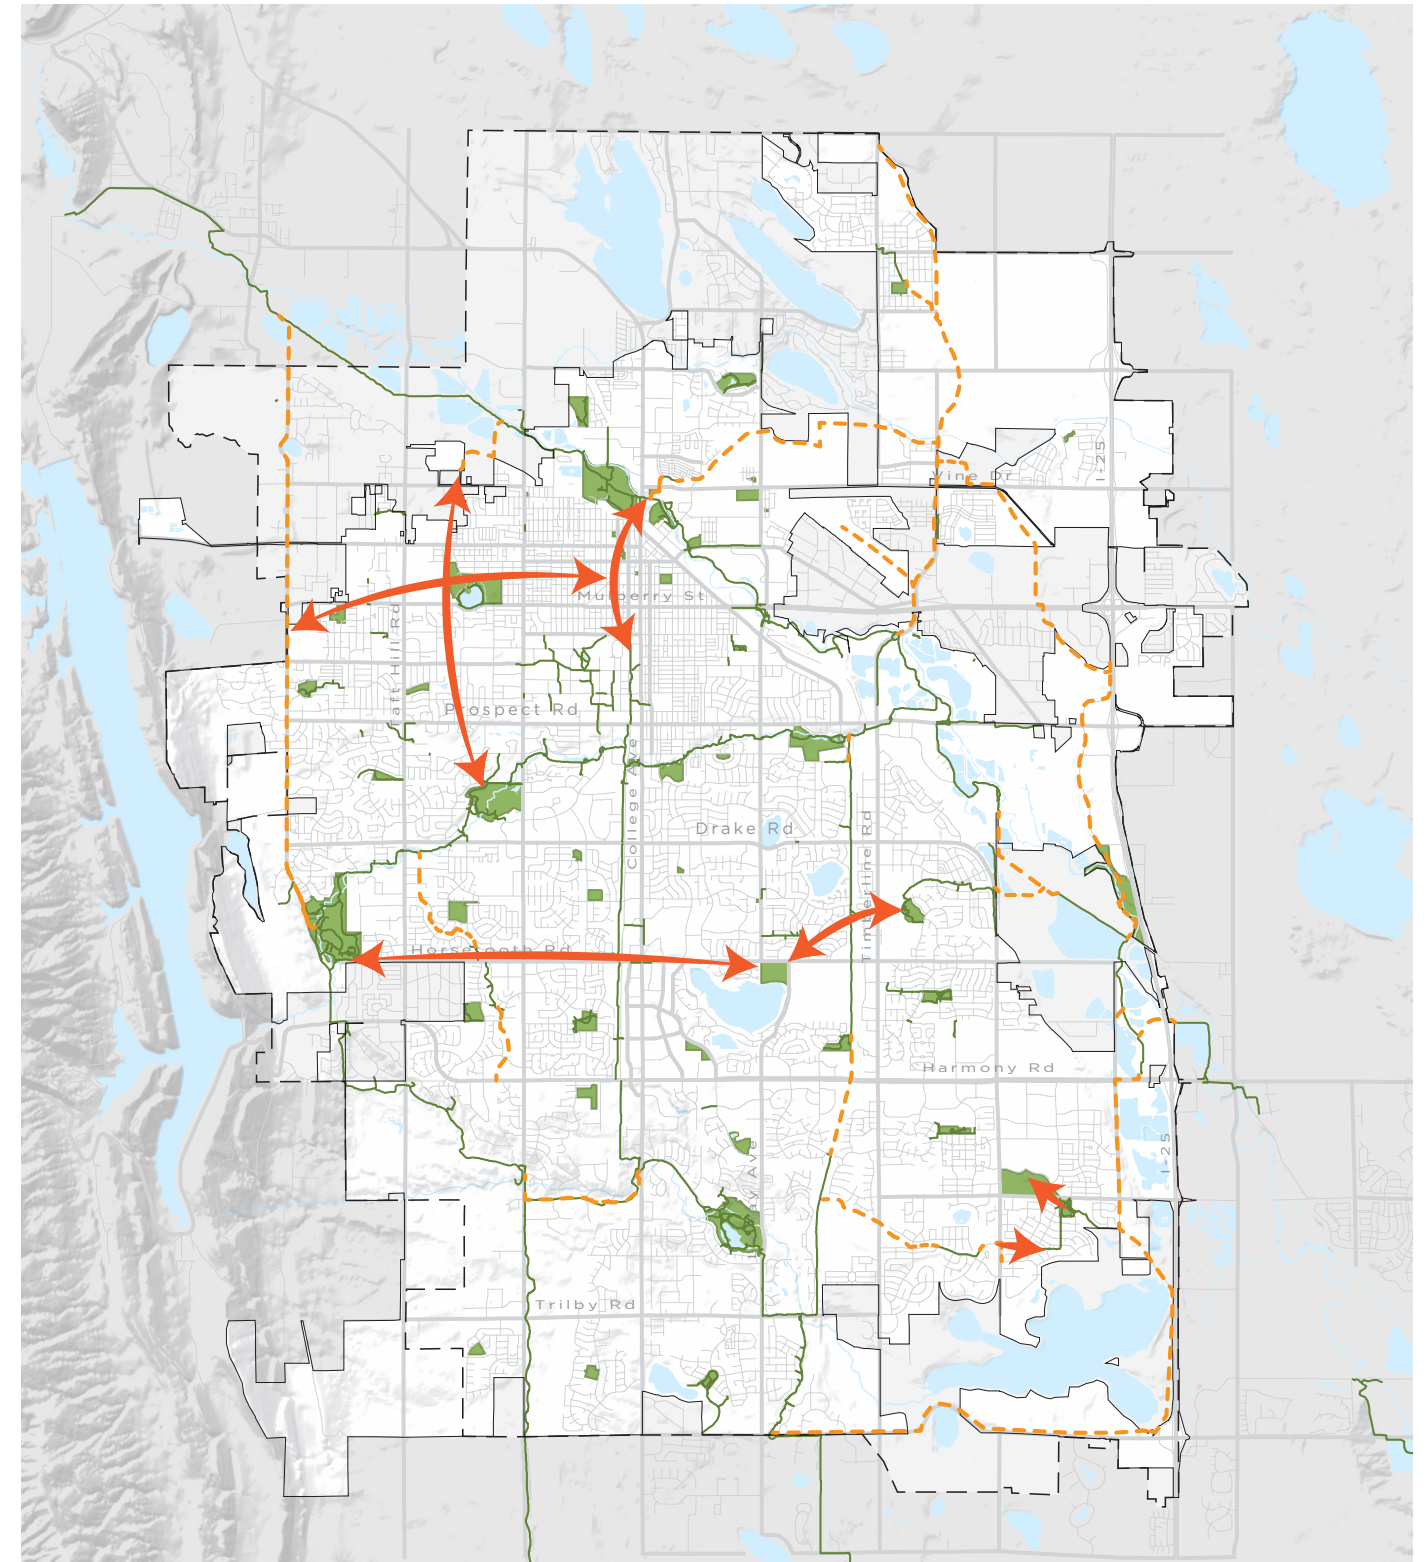 Vine Dr
I-25
Mulberry St
Taft Hill Rd
Prospect Rd
College Ave
Drake Rd
Timberline Rd
Horsetooth Rd
Harmony Rd
y Ave
I-25
Trilby Rd